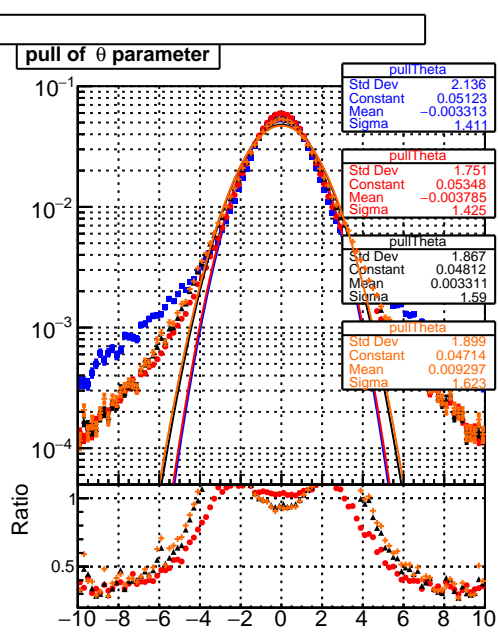 pull of θ parameter
pullTheta
Std Dev 2.136
Constant 0.05123
Mean −0.003313
Sigma 1.411
pullTheta
Std Dev 1.751
Constant 0.05348
Mean −0.003785
Sigma 1.425
pullTheta
Std Dev 1.867
Constant 0.04812
Mean 0.003311
Sigma 1.59
pullTheta
Std Dev 1.899
Constant 0.04714
Mean 0.009297
Sigma 1.623
10⁻¹
10⁻²
10⁻³
10⁻⁴
Ratio
1
0.5
−10 −8 −6 −4 −2 0 2 4 6 8 10